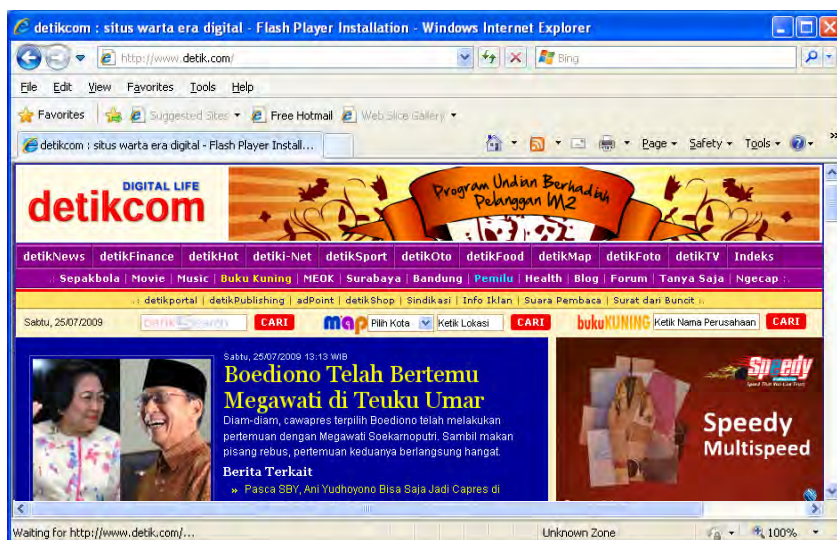 detikcom : situs warta era digital - Flash Player Installation - Windows Internet Explorer
http://www.detik.com/
Bing
File Edit View Favorites Tools Help
Favorites Suggested Sites Free Hotmail Web Slice Gallery
detikcom : situs warta era digital - Flash Player Install...
Page Safety Tools
DIGITAL LIFE
detikcom
Program Undian Berhadiah
Pelanggan IM2
detikNews detikFinance detikHot detiki-Net detikSport detikOto detikFood detikMap detikFoto detikTV Indeks
.: Sepakbola | Movie | Music | Buku Kuning | MEOK | Surabaya | Bandung | Pemilu | Health | Blog | Forum | Tanya Saja | Ngecap :.
.: detikportal | detikPublishing | adPoint | detikShop | Sindikasi | Info Iklan | Suara Pembaca | Surat dari Buncit :.
Sabtu, 25/07/2009 detik Search CARI map Pilih Kota Ketik Lokasi CARI bukuKUNING Ketik Nama Perusahaan CARI
Sabtu, 25/07/2009 13:13 WIB
Boediono Telah Bertemu
Megawati di Teuku Umar
Diam-diam, cawapres terpilih Boediono telah melakukan
pertemuan dengan Megawati Soekarnoputri. Sambil makan
pisang rebus, pertemuan keduanya berlangsung hangat.
Berita Terkait
» Pasca SBY, Ani Yudhoyono Bisa Saja Jadi Capres di
Speedy
Speed That You Can Trust
Speedy
Multispeed
Waiting for http://www.detik.com/... Unknown Zone 100%